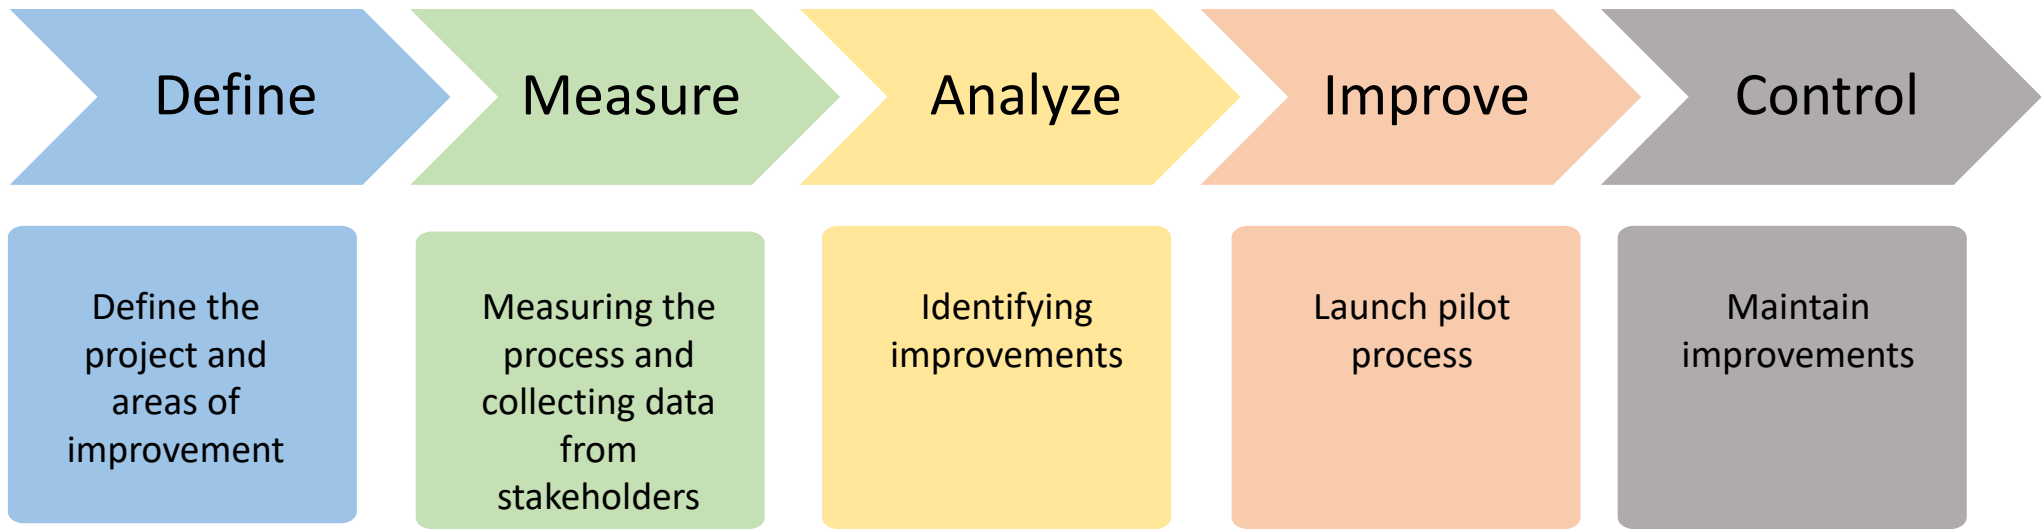 Define
Measure
Analyze
Improve
Control
Define the
project and
areas of
improvement
Measuring the
process and
collecting data
from
stakeholders
Identifying
improvements
Launch pilot
process
Maintain
improvements